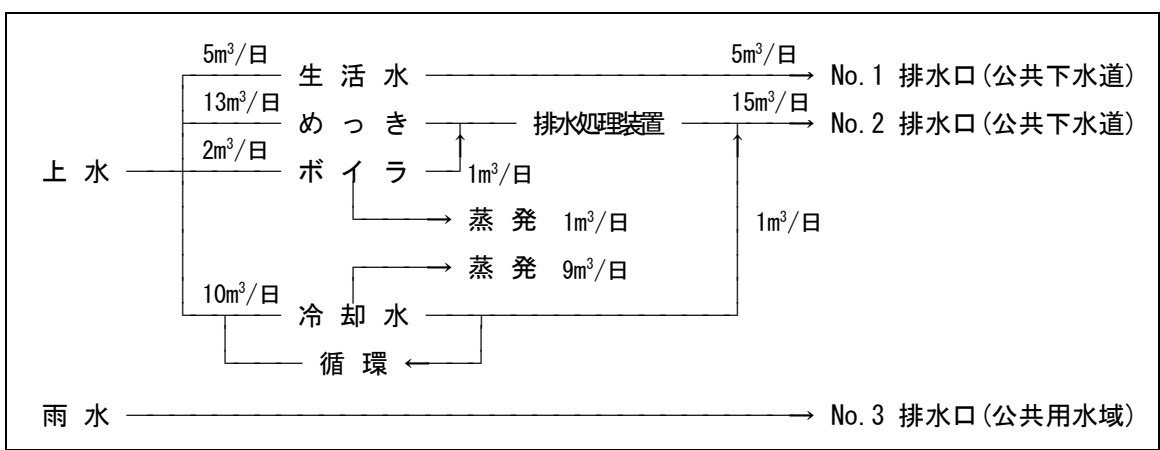 5m³/日 5m³/日
生活水 No.1 排水口(公共下水道)
13m³/日 15m³/日
めっき 排水処理装置 No.2 排水口(公共下水道)
2m³/日
上水 ボイラ 1m³/日
蒸発 1m³/日 1m³/日
蒸発 9m³/日
10m³/日
冷却水
循環
雨水 No.3 排水口(公共用水域)